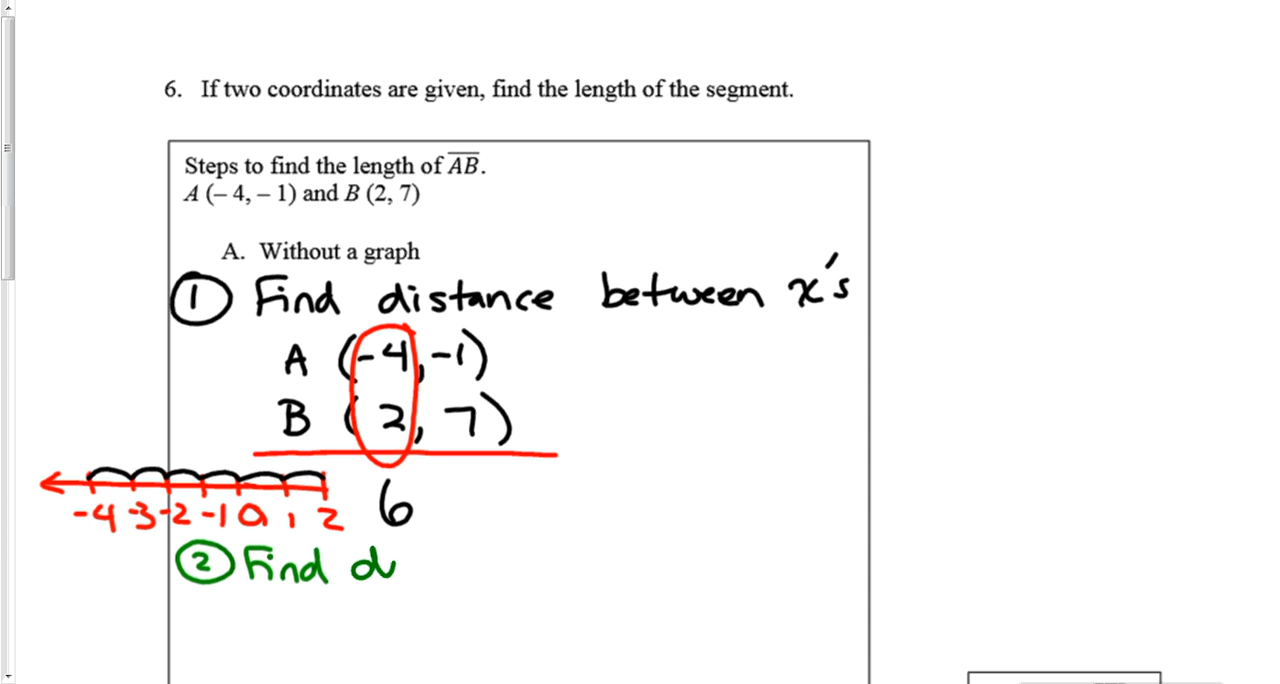 6. If two coordinates are given, find the length of the segment.
Steps to find the length of AB.
A (– 4, – 1) and B (2, 7)
A. Without a graph
1 Find distance between x's
A (-4, -1)
B (2, 7)
-4 -3 -2 -1 0 1 2 6
2 Find d